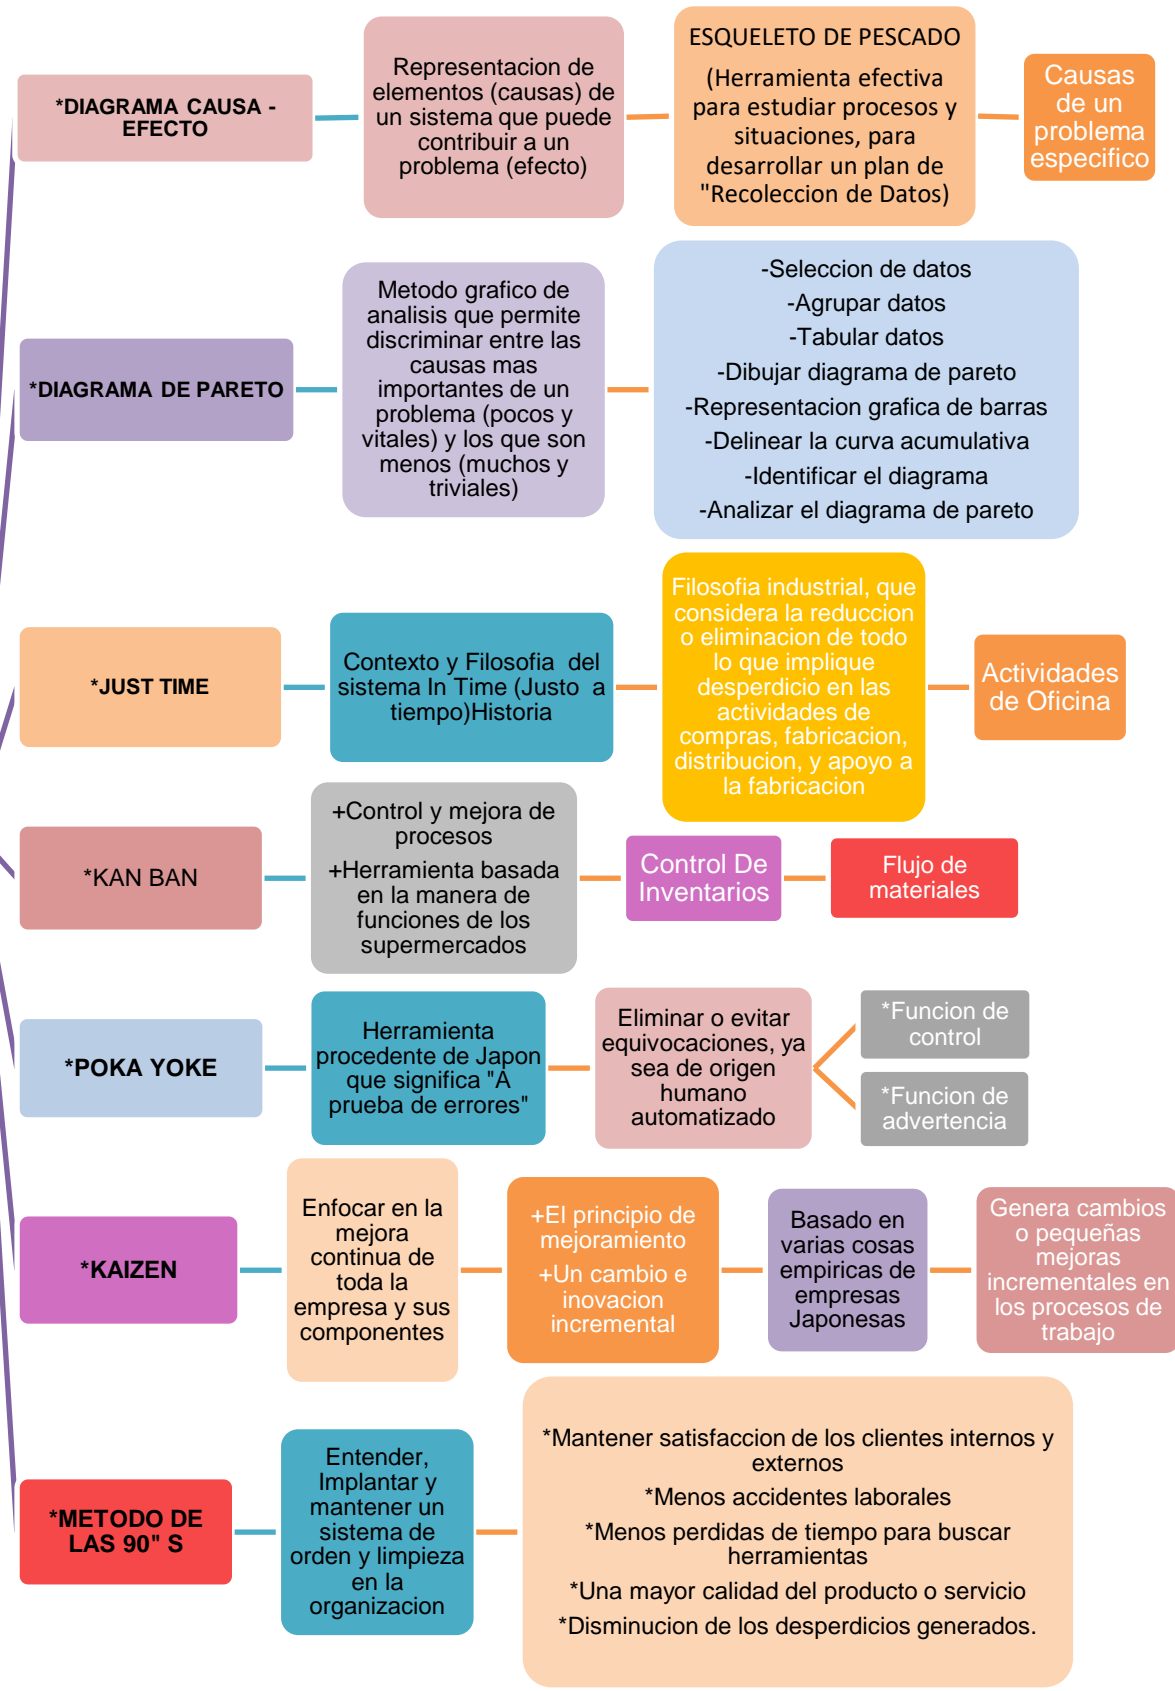 *DIAGRAMA CAUSA -
EFECTO
Representacion de
elementos (causas) de
un sistema que puede
contribuir a un
problema (efecto)
ESQUELETO DE PESCADO
(Herramienta efectiva
para estudiar procesos y
situaciones, para
desarrollar un plan de
"Recoleccion de Datos)
Causas
de un
problema
especifico
*DIAGRAMA DE PARETO
Metodo grafico de
analisis que permite
discriminar entre las
causas mas
importantes de un
problema (pocos y
vitales) y los que son
menos (muchos y
triviales)
-Seleccion de datos
-Agrupar datos
-Tabular datos
-Dibujar diagrama de pareto
-Representacion grafica de barras
-Delinear la curva acumulativa
-Identificar el diagrama
-Analizar el diagrama de pareto
*JUST TIME
Contexto y Filosofia del
sistema In Time (Justo a
tiempo)Historia
Filosofia industrial, que
considera la reduccion
o eliminacion de todo
lo que implique
desperdicio en las
actividades de
compras, fabricacion,
distribucion, y apoyo a
la fabricacion
Actividades
de Oficina
*KAN BAN
+Control y mejora de
procesos
+Herramienta basada
en la manera de
funciones de los
supermercados
Control De
Inventarios
Flujo de
materiales
*POKA YOKE
Herramienta
procedente de Japon
que significa "A
prueba de errores"
Eliminar o evitar
equivocaciones, ya
sea de origen
humano
automatizado
*Funcion de
control
*Funcion de
advertencia
*KAIZEN
Enfocar en la
mejora
continua de
toda la
empresa y sus
componentes
+El principio de
mejoramiento
+Un cambio e
inovacion
incremental
Basado en
varias cosas
empiricas de
empresas
Japonesas
Genera cambios
o pequeñas
mejoras
incrementales en
los procesos de
trabajo
*METODO DE
LAS 90" S
Entender,
Implantar y
mantener un
sistema de
orden y limpieza
en la
organizacion
*Mantener satisfaccion de los clientes internos y
externos
*Menos accidentes laborales
*Menos perdidas de tiempo para buscar
herramientas
*Una mayor calidad del producto o servicio
*Disminucion de los desperdicios generados.